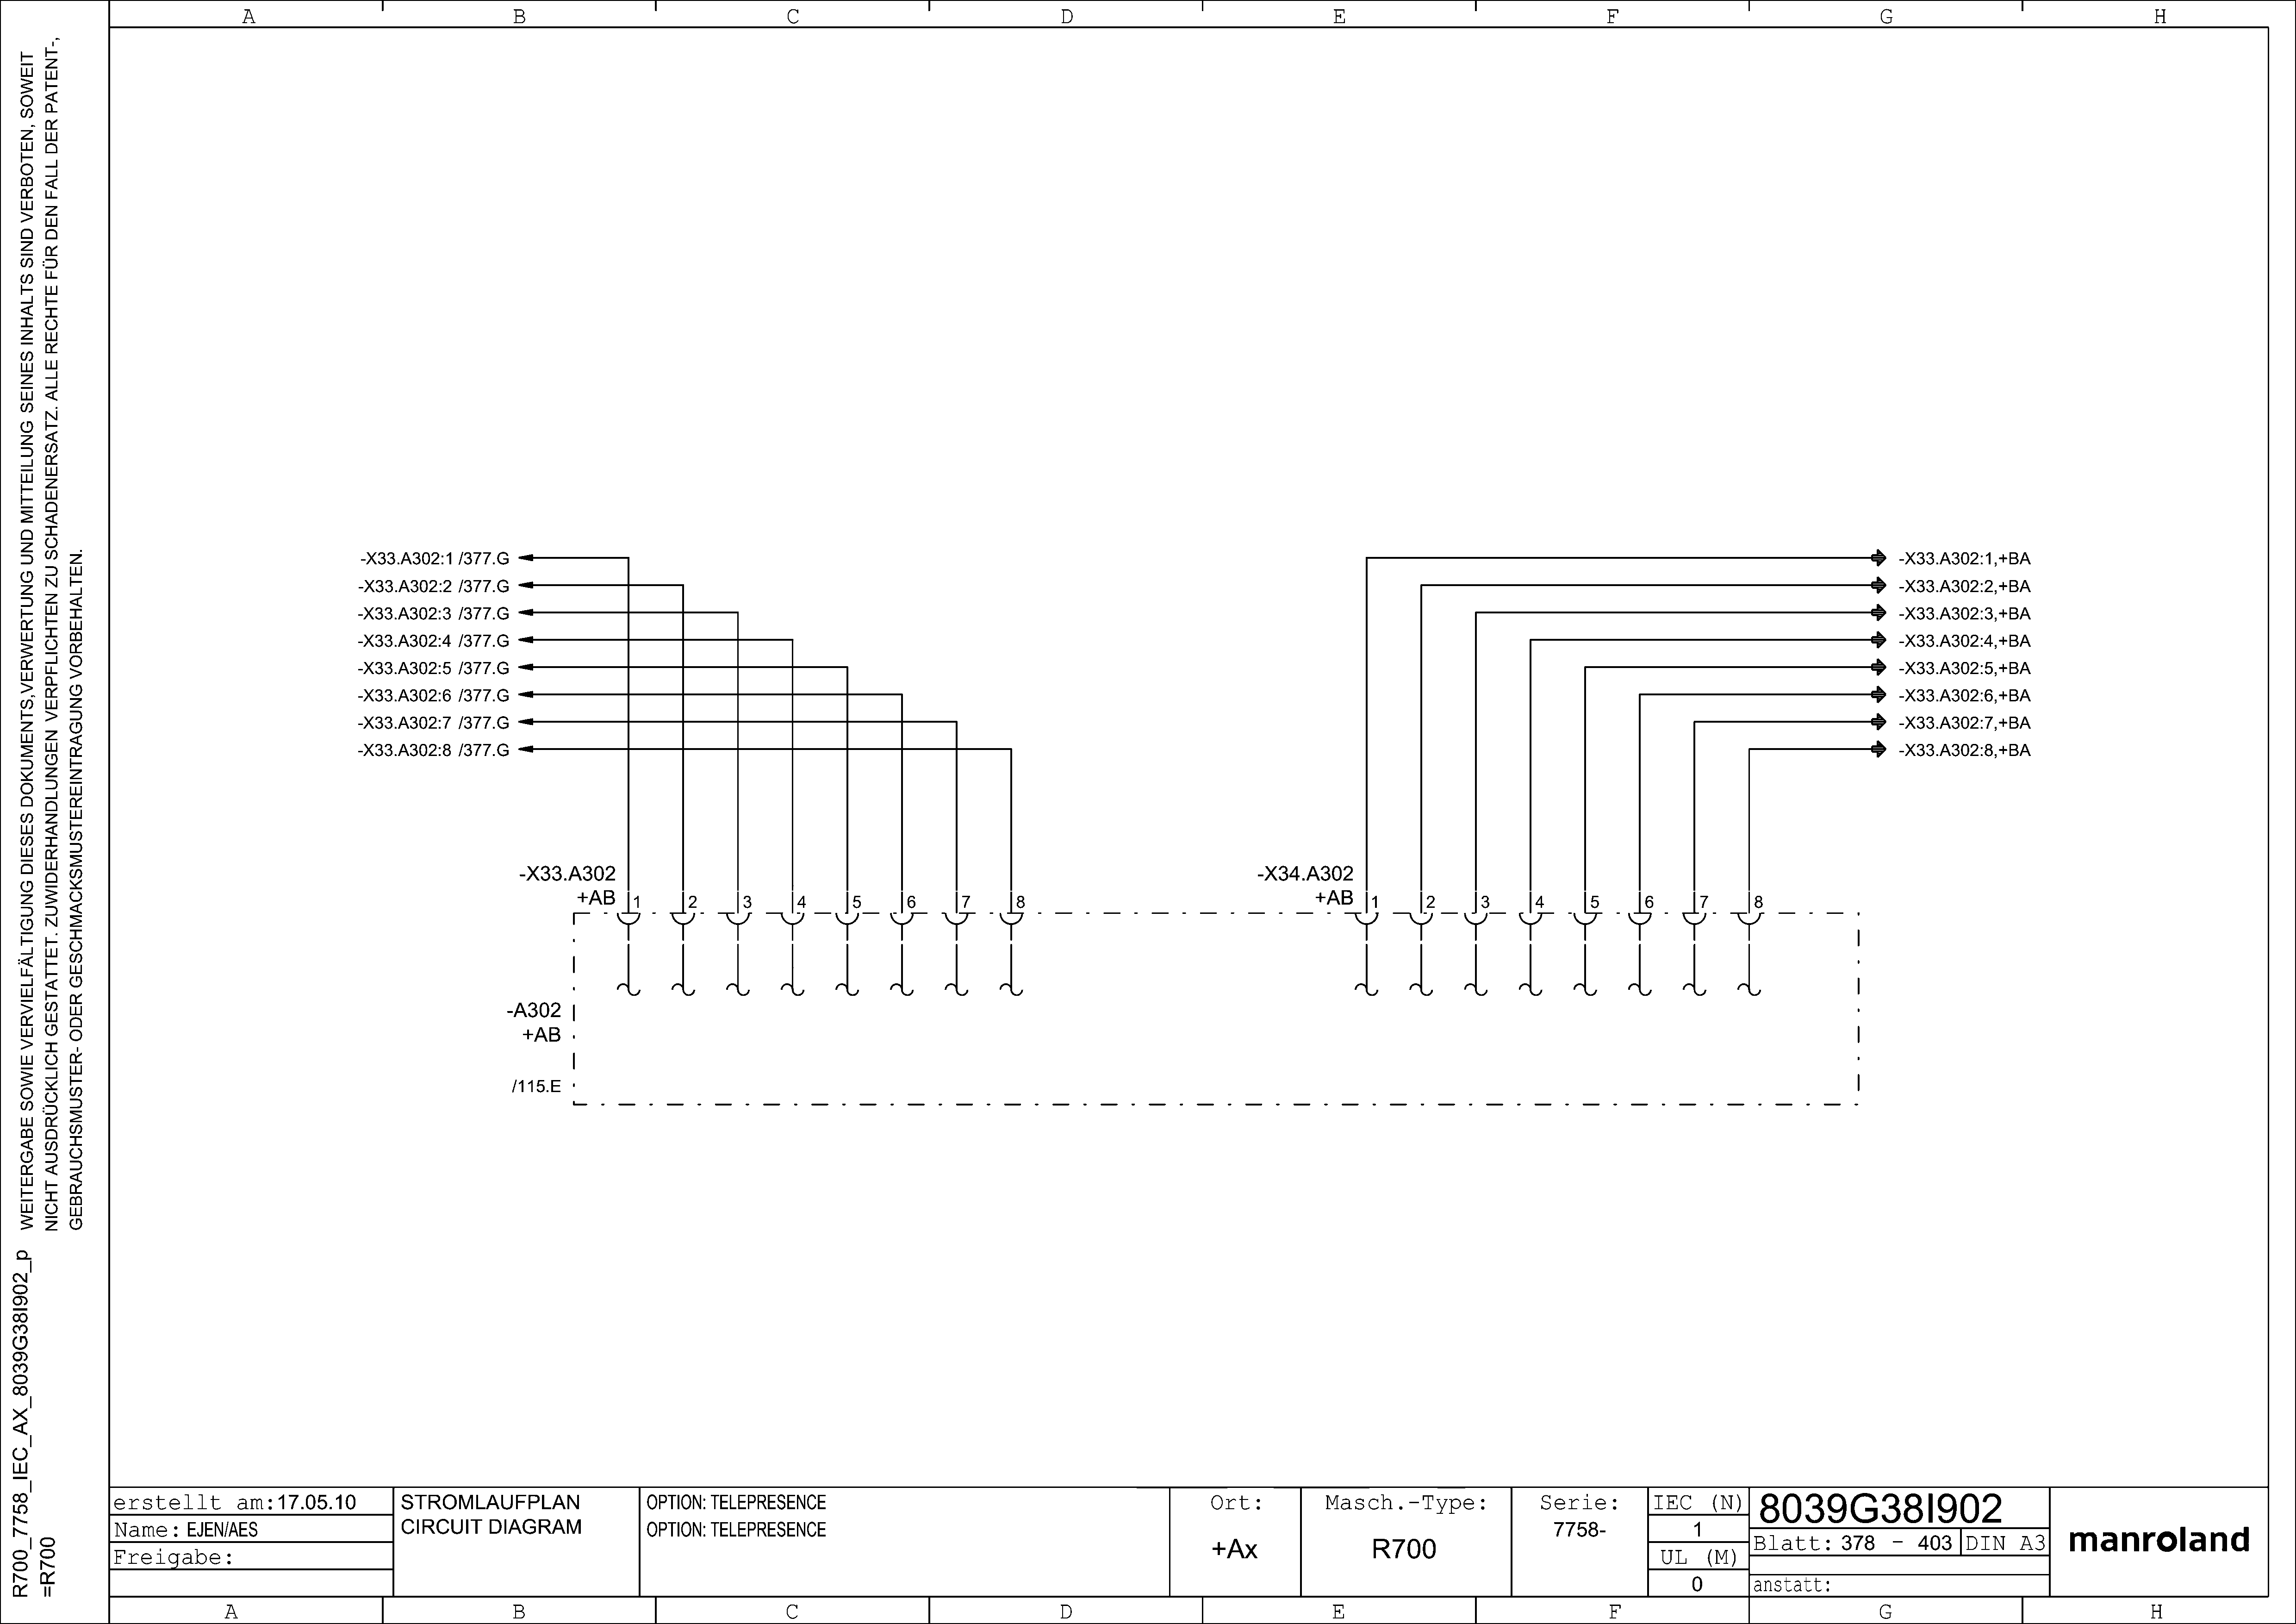 A B C D E F G H
WEITERGABE SOWIE VERVIELFÄLTIGUNG DIESES DOKUMENTS,VERWERTUNG UND MITTEILUNG SEINES INHALTS SIND VERBOTEN, SOWEIT
NICHT AUSDRÜCKLICH GESTATTET. ZUWIDERHANDLUNGEN VERPFLICHTEN ZU SCHADENERSATZ. ALLE RECHTE FÜR DEN FALL DER PATENT-,
GEBRAUCHSMUSTER- ODER GESCHMACKSMUSTEREINTRAGUNG VORBEHALTEN.
R700_7758_IEC_AX_8039G38I902_p
=R700
-X33.A302:1 /377.G
-X33.A302:2 /377.G
-X33.A302:3 /377.G
-X33.A302:4 /377.G
-X33.A302:5 /377.G
-X33.A302:6 /377.G
-X33.A302:7 /377.G
-X33.A302:8 /377.G
-X33.A302:1,+BA
-X33.A302:2,+BA
-X33.A302:3,+BA
-X33.A302:4,+BA
-X33.A302:5,+BA
-X33.A302:6,+BA
-X33.A302:7,+BA
-X33.A302:8,+BA
-X33.A302
+AB 1 2 3 4 5 6 7 8
-X34.A302
+AB 1 2 3 4 5 6 7 8
-A302
+AB
/115.E
erstellt am:17.05.10
Name: EJEN/AES
Freigabe:
STROMLAUFPLAN
CIRCUIT DIAGRAM
OPTION: TELEPRESENCE
OPTION: TELEPRESENCE
Ort:
+Ax
Masch.-Type:
R700
Serie:
7758-
IEC (N)
1
UL (M)
0
8039G38I902
Blatt: 378 - 403 DIN A3
anstatt:
manroland
A B C D E F G H